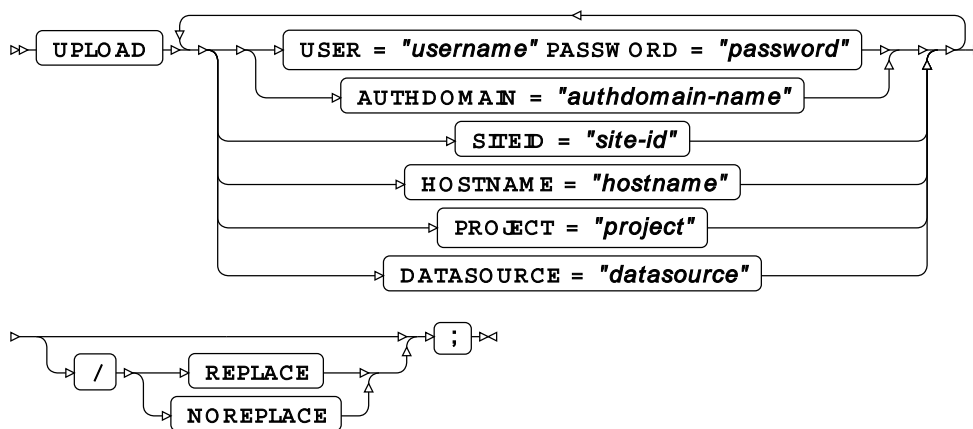 UPLOAD USER = "username" PASSWORD = "password"
AUTHDOMAIN = "authdomain-name"
SITEID = "site-id"
HOSTNAME = "hostname"
PROJECT = "project"
DATASOURCE = "datasource"
/ REPLACE ;
NOREPLACE